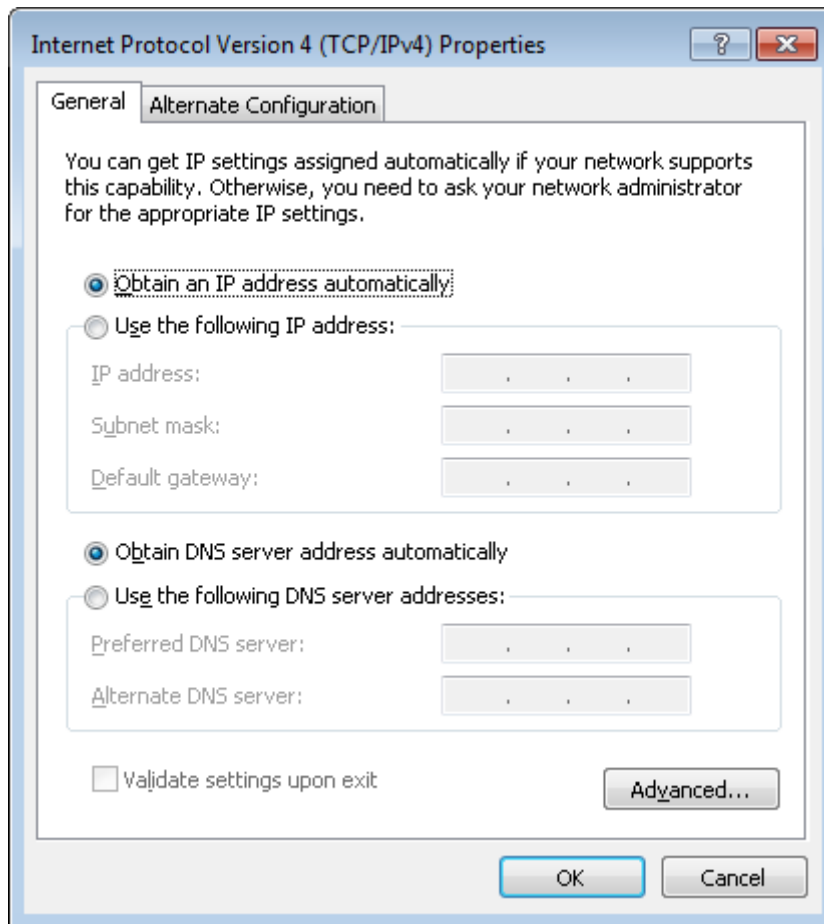 Internet Protocol Version 4 (TCP/IPv4) Properties
General
Alternate Configuration
You can get IP settings assigned automatically if your network supports
this capability. Otherwise, you need to ask your network administrator
for the appropriate IP settings.
Obtain an IP address automatically
Use the following IP address:
IP address:
Subnet mask:
Default gateway:
Obtain DNS server address automatically
Use the following DNS server addresses:
Preferred DNS server:
Alternate DNS server:
Validate settings upon exit
Advanced...
OK
Cancel